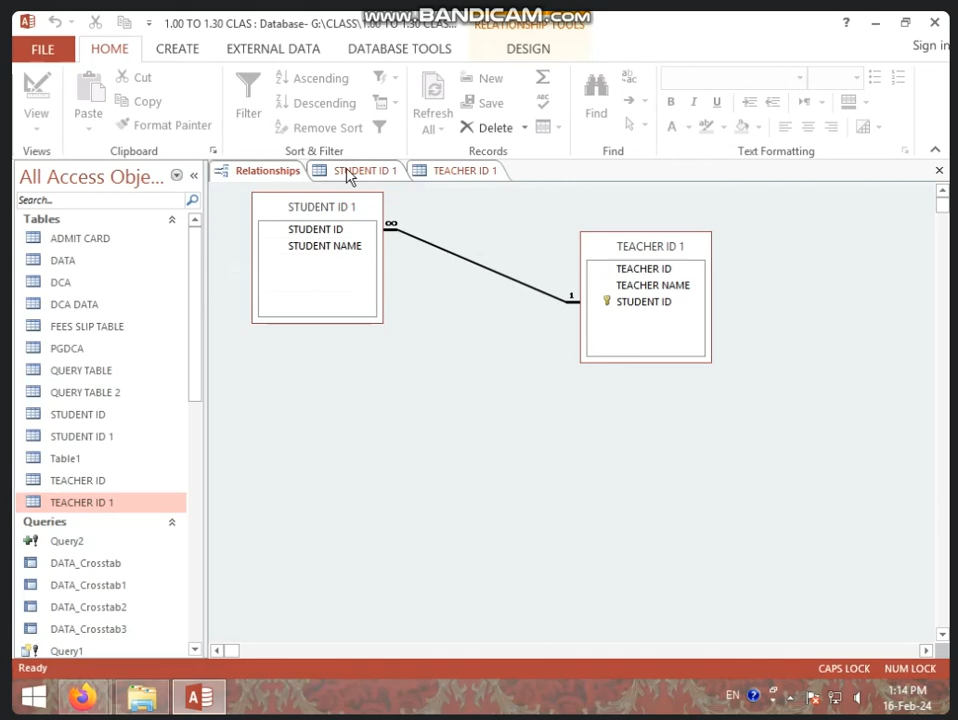 1.00 TO 1.30 CLAS : Database- G:\CLASS\1.00 TO 1.30 CLAS...
www.BANDICAM.com
RELATIONSHIP TOOLS
?
FILE
HOME
CREATE
EXTERNAL DATA
DATABASE TOOLS
DESIGN
Sign in
View
Views
Paste
Cut
Copy
Format Painter
Clipboard
Filter
Ascending
Descending
Remove Sort
Sort & Filter
Refresh
All
New
Save
Delete
Records
Find
Find
B I U
A
Text Formatting
All Access Obje...
Search...
Tables
ADMIT CARD
DATA
DCA
DCA DATA
FEES SLIP TABLE
PGDCA
QUERY TABLE
QUERY TABLE 2
STUDENT ID
STUDENT ID 1
Table1
TEACHER ID
TEACHER ID 1
Queries
Query2
DATA_Crosstab
DATA_Crosstab1
DATA_Crosstab2
DATA_Crosstab3
Query1
Relationships
STUDENT ID 1
TEACHER ID 1
STUDENT ID 1
STUDENT ID
STUDENT NAME
∞
1
TEACHER ID 1
TEACHER ID
TEACHER NAME
STUDENT ID
Ready
CAPS LOCK
NUM LOCK
EN
1:14 PM
16-Feb-24